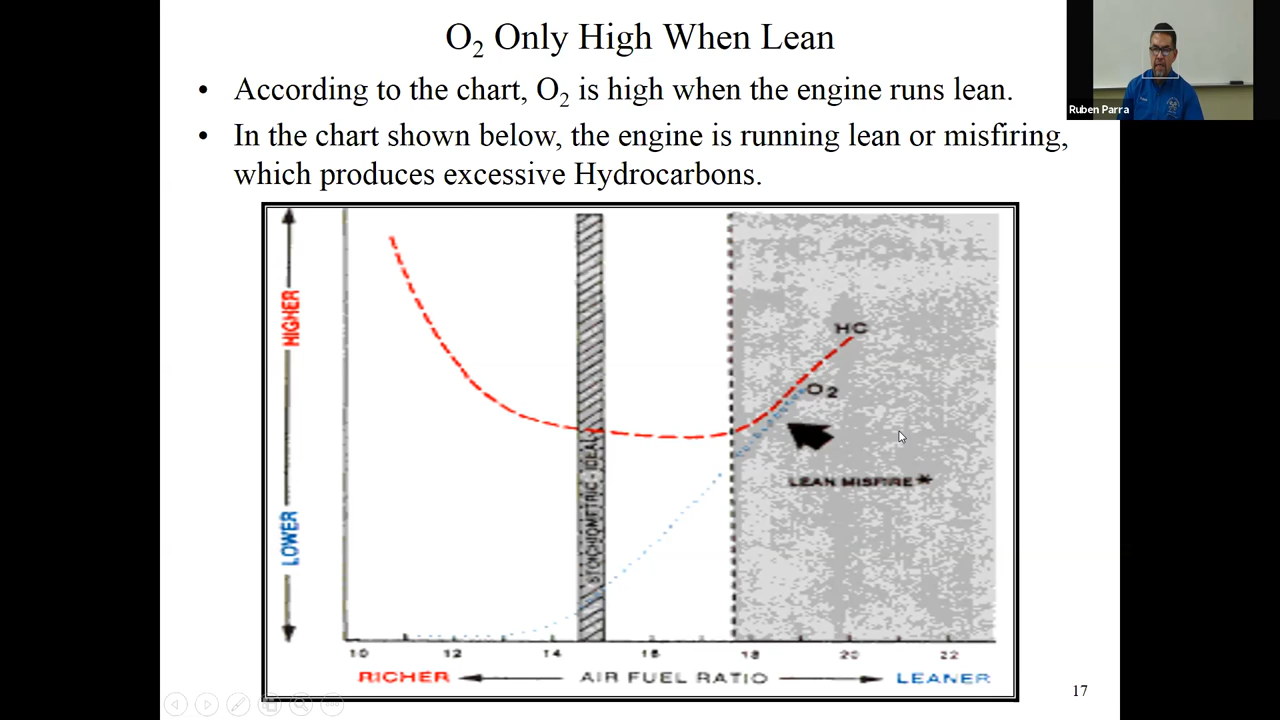 O₂ Only High When Lean
• According to the chart, O₂ is high when the engine runs lean.
• In the chart shown below, the engine is running lean or misfiring,
which produces excessive Hydrocarbons.
Ruben Parra
HIGHER
LOWER
STOICHIOMETRIC - IDEAL
HC
O₂
LEAN MISFIRE*
10 12 14 16 18 20 22
RICHER AIR FUEL RATIO LEANER
17